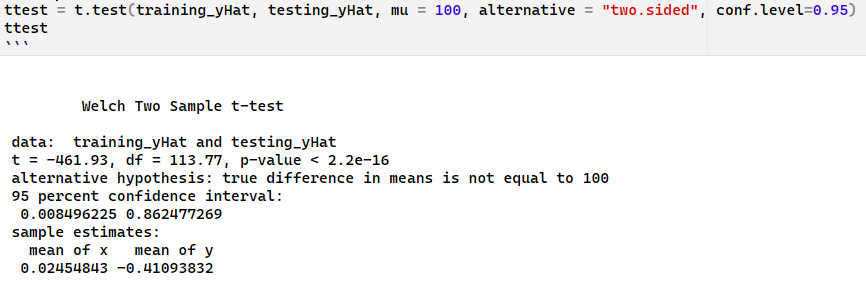 ttest = t.test(training_yHat, testing_yHat, mu = 100, alternative = "two.sided", conf.level=0.95)
ttest
```
Welch Two Sample t-test
data:  training_yHat and testing_yHat
t = -461.93, df = 113.77, p-value < 2.2e-16
alternative hypothesis: true difference in means is not equal to 100
95 percent confidence interval:
 0.008496225 0.862477269
sample estimates:
  mean of x   mean of y
 0.02454843 -0.41093832